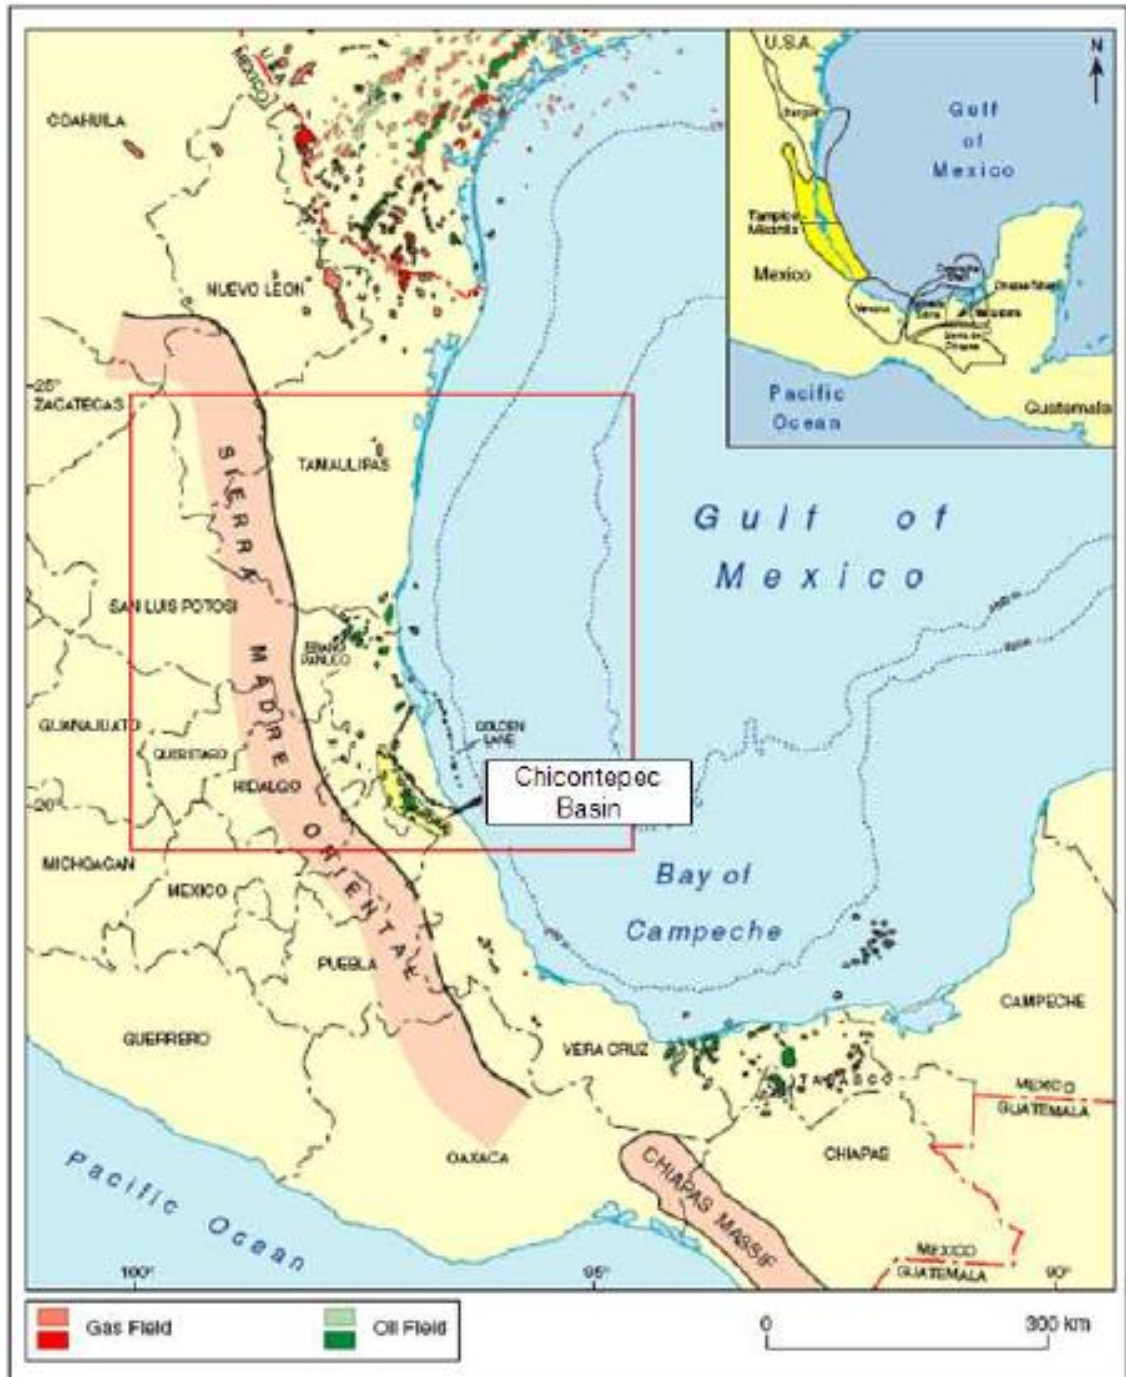 U.S.A.
N
Gulf
of
Mexico
Mexico
Pacific
Ocean
Guatemala
COAHUILA
MEXICO
NUEVO LEON
25°
ZACATECAS
TAMAULIPAS
SIERRA MADRE ORIENTAL
Gulf of
Mexico
SAN LUIS POTOSI
GUANAJUATO
QUERETARO
HIDALGO
GOLDEN
LANE
Chicontepec
Basin
20°
MICHOACAN
MEXICO
Bay of
Campeche
PUEBLA
GUERRERO
VERA CRUZ
CAMPECHE
TABASCO
MEXICO
GUATEMALA
OAXACA
CHIAPAS
CHIAPAS MASSIF
Pacific Ocean
MEXICO
GUATEMALA
100°
95°
90°
Gas Field
Oil Field
0
300 km